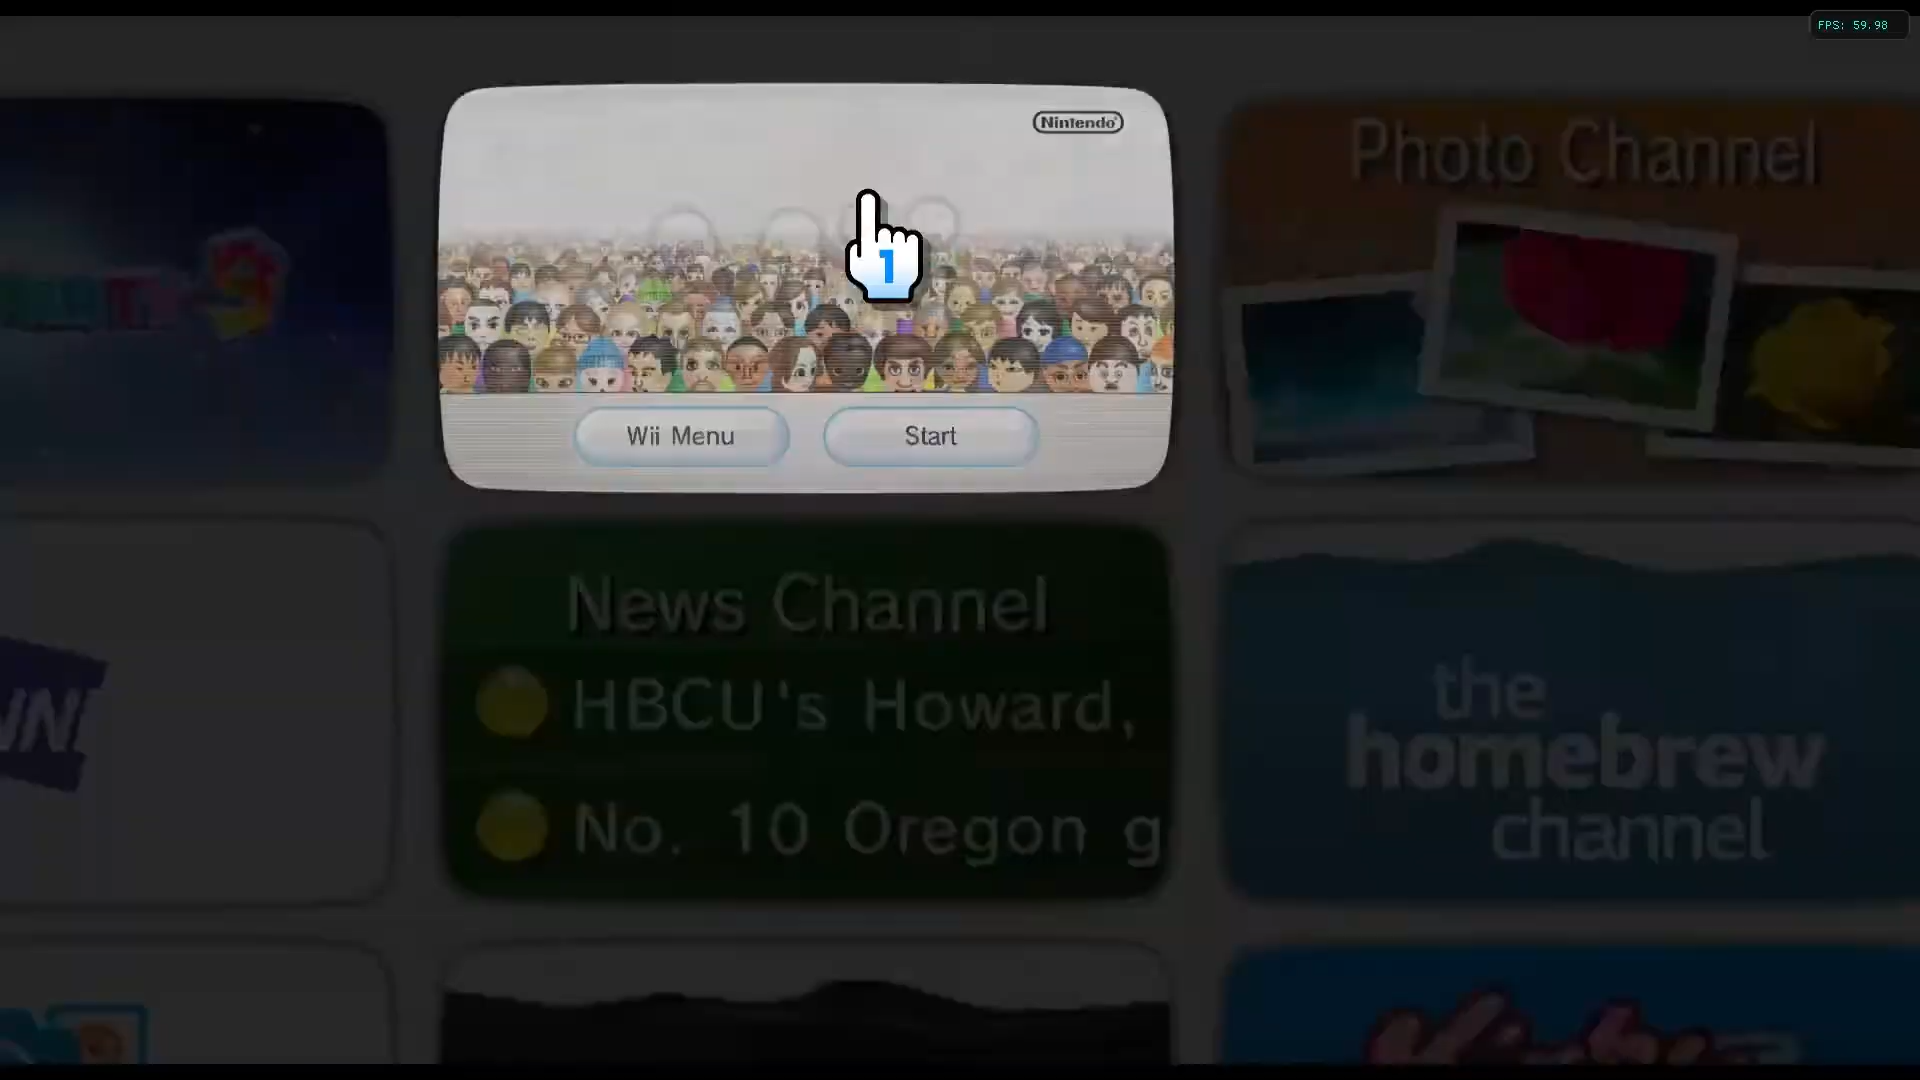 FPS: 59.98
Nintendo
Photo Channel
1
Wii Menu
Start
News Channel
HBCU's Howard,
No. 10 Oregon g
the
homebrew
channel